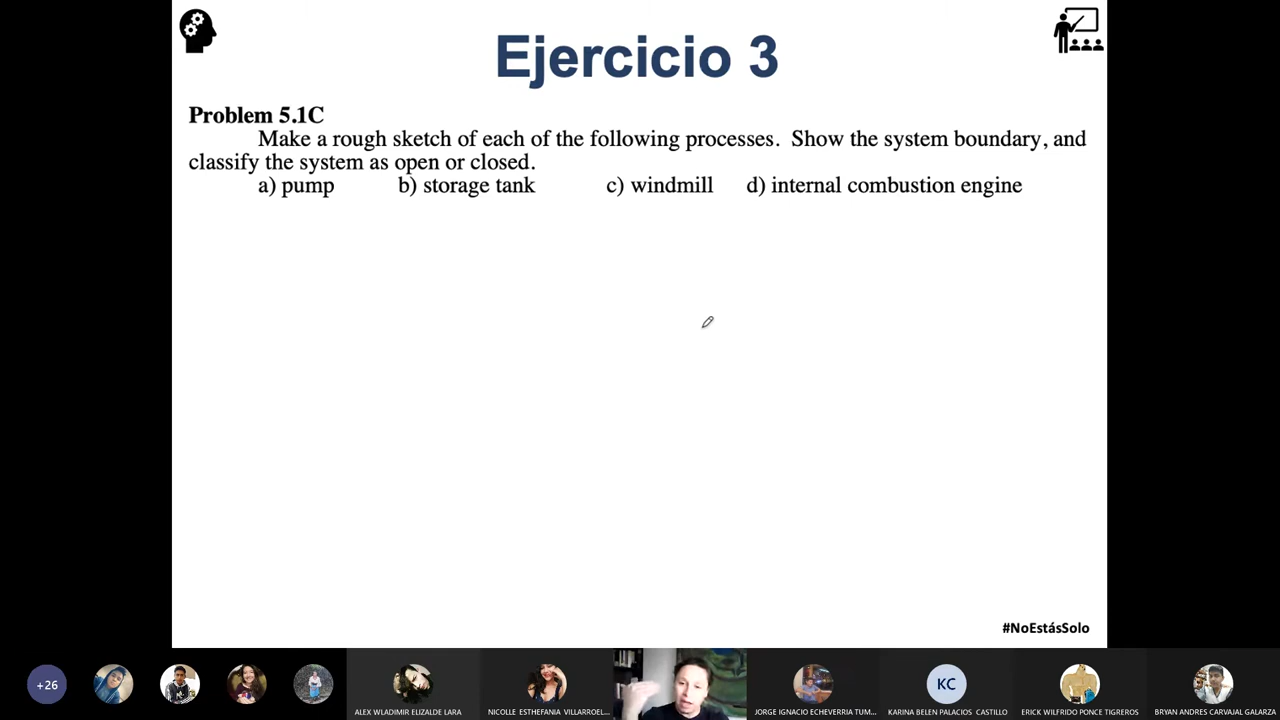 Ejercicio 3
Problem 5.1C
Make a rough sketch of each of the following processes. Show the system boundary, and
classify the system as open or closed.
a) pump b) storage tank c) windmill d) internal combustion engine
#NoEstásSolo
+26
ALEX WLADIMIR ELIZALDE LARA
NICOLLE ESTHEFANIA VILLARROEL...
JORGE IGNACIO ECHEVERRIA TUM...
KC
KARINA BELEN PALACIOS CASTILLO
ERICK WILFRIDO PONCE TIGREROS
BRYAN ANDRES CARVAJAL GALARZA